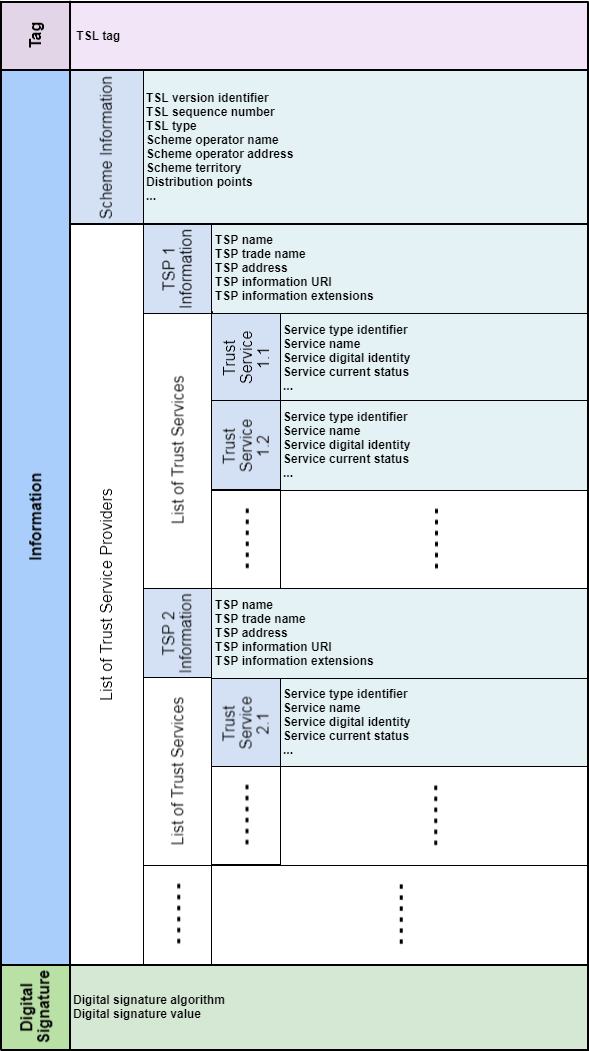 Tag
TSL tag
Information
Scheme Information
TSL version identifier
TSL sequence number
TSL type
Scheme operator name
Scheme operator address
Scheme territory
Distribution points
...
List of Trust Service Providers
TSP 1
Information
TSP name
TSP trade name
TSP address
TSP information URI
TSP information extensions
List of Trust Services
Trust
Service
1.1
Service type identifier
Service name
Service digital identity
Service current status
...
Trust
Service
1.2
Service type identifier
Service name
Service digital identity
Service current status
...
......
......
TSP 2
Information
TSP name
TSP trade name
TSP address
TSP information URI
TSP information extensions
List of Trust Services
Trust
Service
2.1
Service type identifier
Service name
Service digital identity
Service current status
...
......
......
......
......
Digital
Signature
Digital signature algorithm
Digital signature value